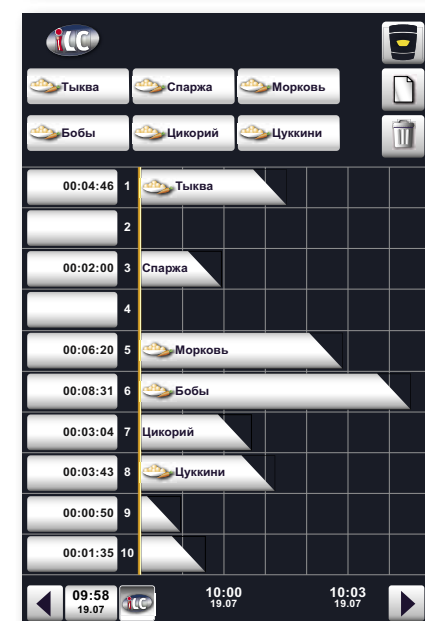 iLC
Тыква Спаржа Морковь
Бобы Цикорий Цуккини
00:04:46 1 Тыква
2
00:02:00 3 Спаржа
4
00:06:20 5 Морковь
00:08:31 6 Бобы
00:03:04 7 Цикорий
00:03:43 8 Цуккини
00:00:50 9
00:01:35 10
09:58 iLC 10:00 10:03
19.07 19.07 19.07